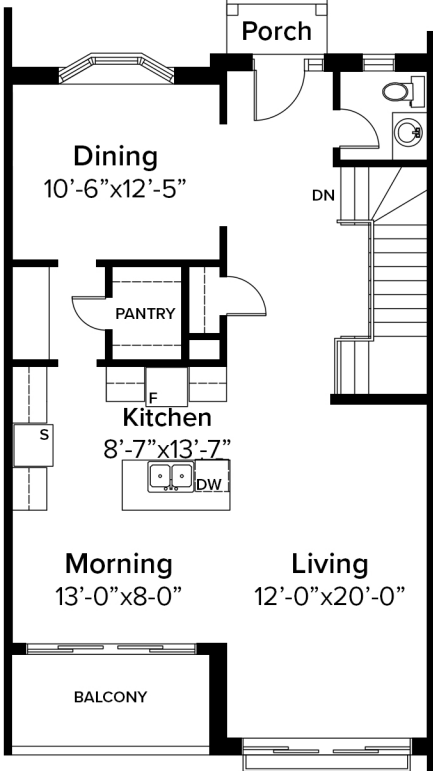 Porch
Dining
10'-6"x12'-5"
DN
PANTRY
F
Kitchen
8'-7"x13'-7"
S
DW
Morning
13'-0"x8-0"
Living
12'-0"x20'-0"
BALCONY